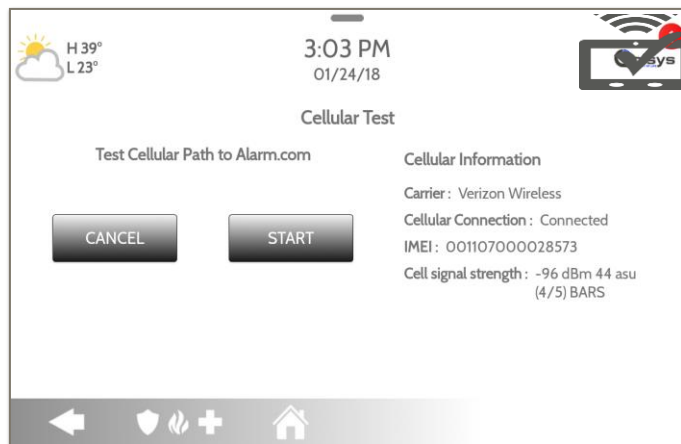 H 39°
L 23°
3:03 PM
01/24/18
Cellular Test
Test Cellular Path to Alarm.com
CANCEL
START
Cellular Information
Carrier : Verizon Wireless
Cellular Connection : Connected
IMEI : 001107000028573
Cell signal strength : -96 dBm 44 asu
(4/5) BARS